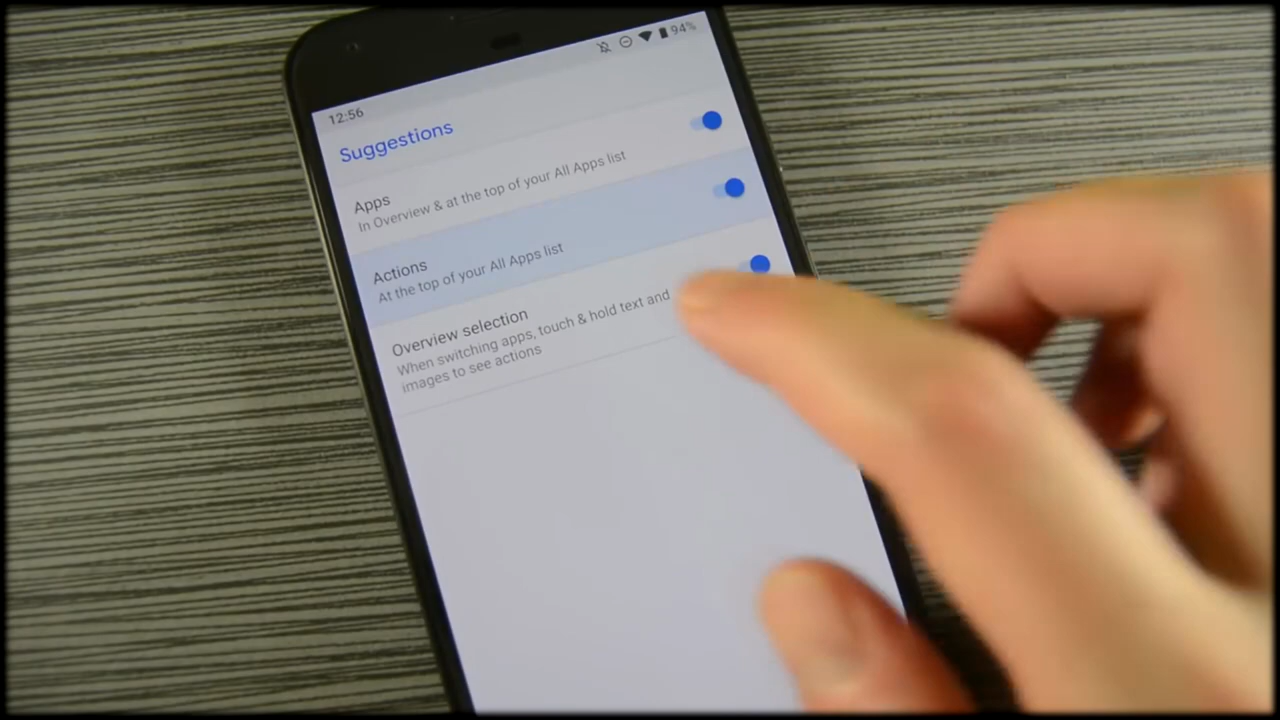 12:56
94%
Suggestions
Apps
In Overview & at the top of your All Apps list
Actions
At the top of your All Apps list
Overview selection
When switching apps, touch & hold text and
images to see actions